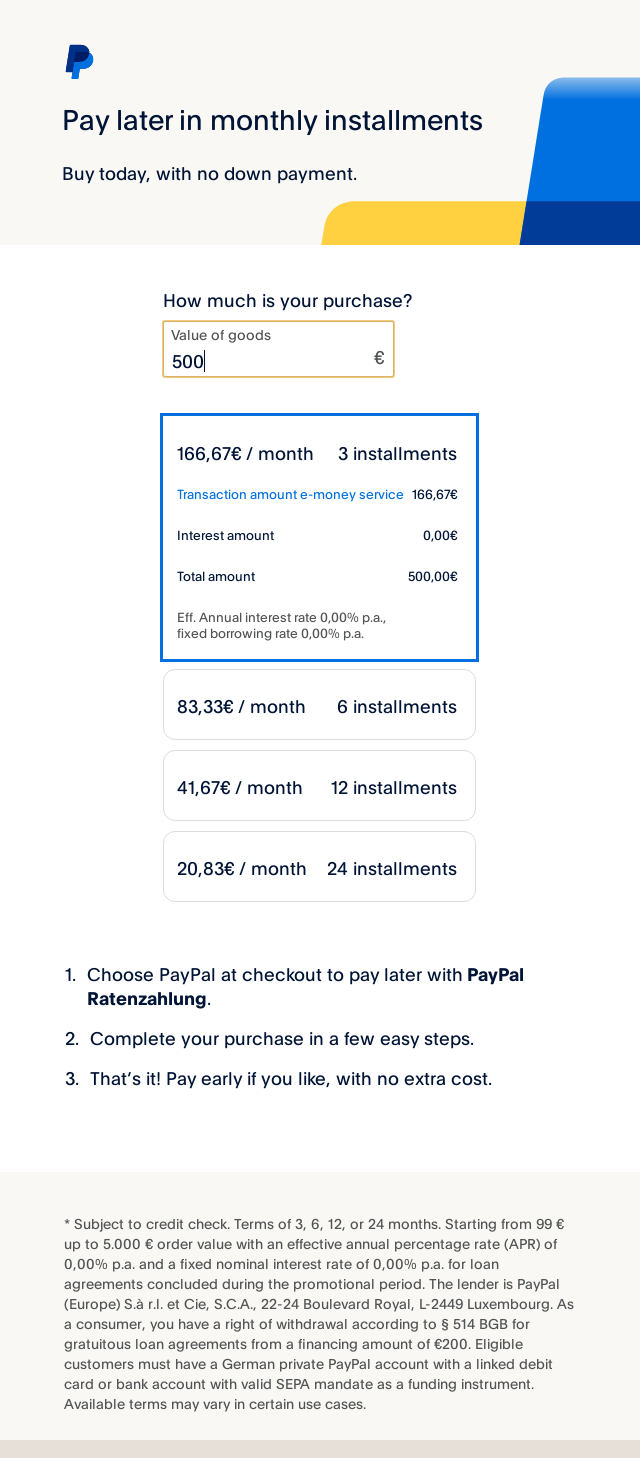 Pay later in monthly installments
Buy today, with no down payment.
How much is your purchase?
Value of goods
500 €
166,67€ / month 3 installments
Transaction amount e-money service 166,67€
Interest amount 0,00€
Total amount 500,00€
Eff. Annual interest rate 0,00% p.a.,
fixed borrowing rate 0,00% p.a.
83,33€ / month 6 installments
41,67€ / month 12 installments
20,83€ / month 24 installments
1. Choose PayPal at checkout to pay later with PayPal
Ratenzahlung.
2. Complete your purchase in a few easy steps.
3. That’s it! Pay early if you like, with no extra cost.
* Subject to credit check. Terms of 3, 6, 12, or 24 months. Starting from 99 €
up to 5.000 € order value with an effective annual percentage rate (APR) of
0,00% p.a. and a fixed nominal interest rate of 0,00% p.a. for loan
agreements concluded during the promotional period. The lender is PayPal
(Europe) S.à r.l. et Cie, S.C.A., 22-24 Boulevard Royal, L-2449 Luxembourg. As
a consumer, you have a right of withdrawal according to § 514 BGB for
gratuitous loan agreements from a financing amount of €200. Eligible
customers must have a German private PayPal account with a linked debit
card or bank account with valid SEPA mandate as a funding instrument.
Available terms may vary in certain use cases.